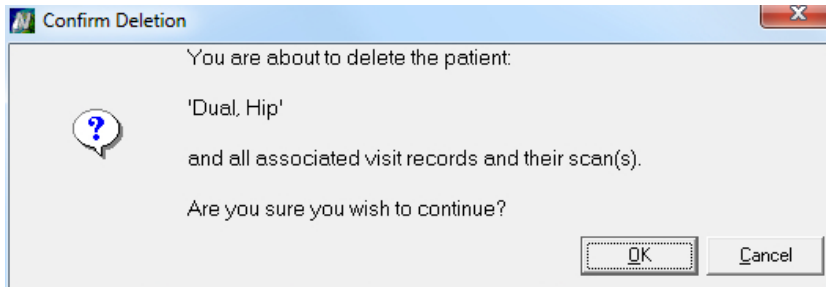 Confirm Deletion
You are about to delete the patient:
'Dual, Hip'
and all associated visit records and their scan(s).
Are you sure you wish to continue?
OK
Cancel